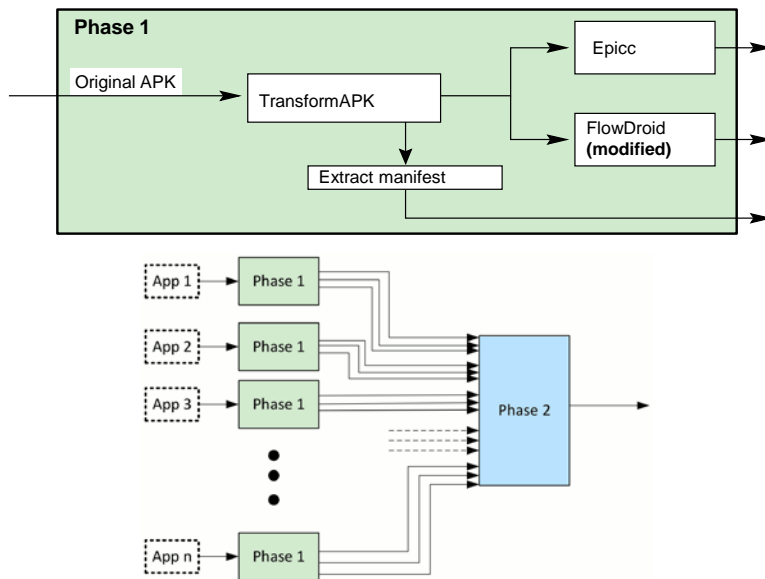 Phase 1
Original APK
TransformAPK
Epicc
FlowDroid
(modified)
Extract manifest
App 1
Phase 1
App 2
Phase 1
App 3
Phase 1
Phase 2
App n
Phase 1